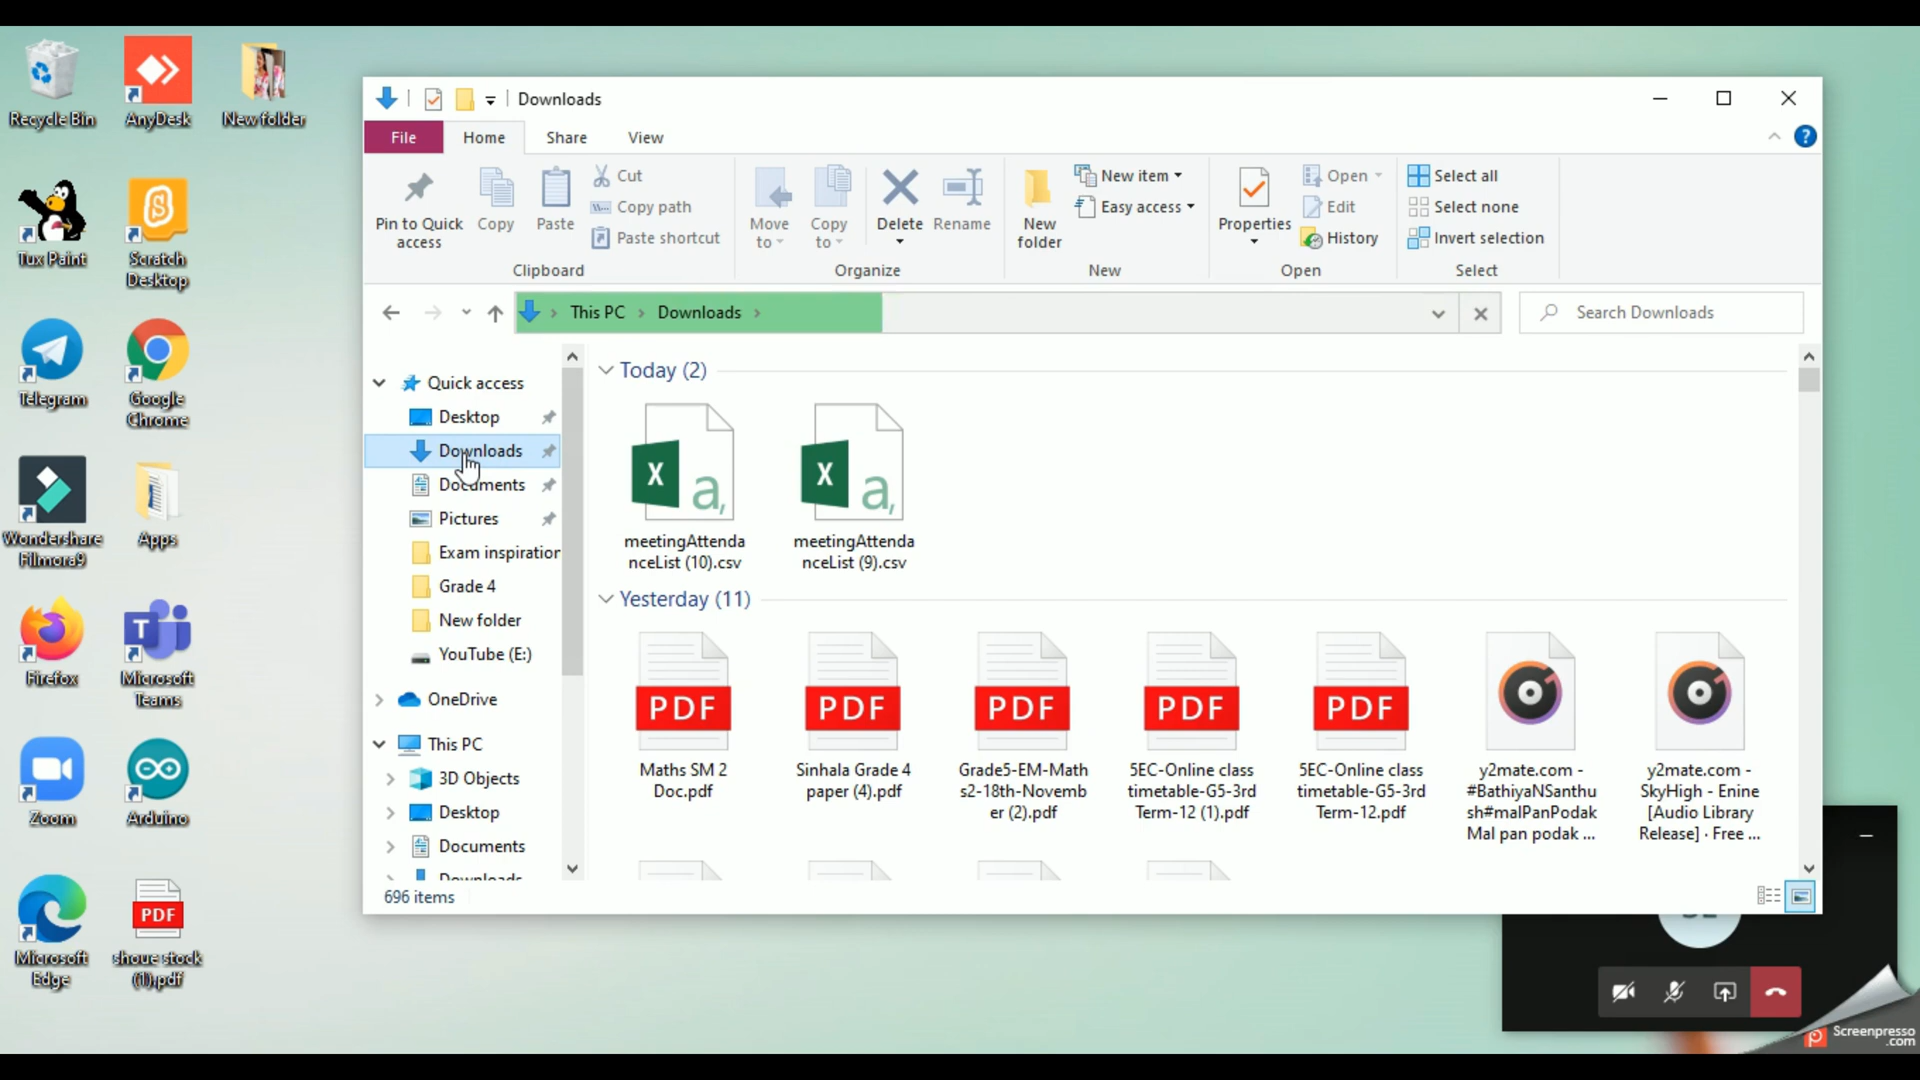 Recycle Bin
AnyDesk
New folder
Tux Paint
Scratch
Desktop
Telegram
Google
Chrome
Wondershare
Filmora9
Apps
Firefox
Microsoft
Teams
Zoom
Arduino
Microsoft
Edge
PDF
shoue stock
(1).pdf
Downloads
File
Home
Share
View
Pin to Quick
access
Copy
Paste
Cut
Copy path
Paste shortcut
Clipboard
Move
to
Copy
to
Delete
Rename
Organize
New
folder
New item
Easy access
New
Properties
Open
Edit
History
Open
Select all
Select none
Invert selection
Select
This PC > Downloads >
Search Downloads
Quick access
Desktop
Downloads
Documents
Pictures
Exam inspiration
Grade 4
New folder
YouTube (E:)
OneDrive
This PC
3D Objects
Desktop
Documents
Downloads
696 items
Today (2)
X a,
meetingAttenda
nceList (10).csv
X a,
meetingAttenda
nceList (9).csv
Yesterday (11)
PDF
Maths SM 2
Doc.pdf
PDF
Sinhala Grade 4
paper (4).pdf
PDF
Grade5-EM-Math
s2-18th-Novemb
er (2).pdf
PDF
5EC-Online class
timetable-G5-3rd
Term-12 (1).pdf
PDF
5EC-Online class
timetable-G5-3rd
Term-12.pdf
y2mate.com -
#BathiyaNSanthu
sh#malPanPodak
Mal pan podak ...
y2mate.com -
SkyHigh - Enine
[Audio Library
Release] · Free ...
Screenpresso
.com